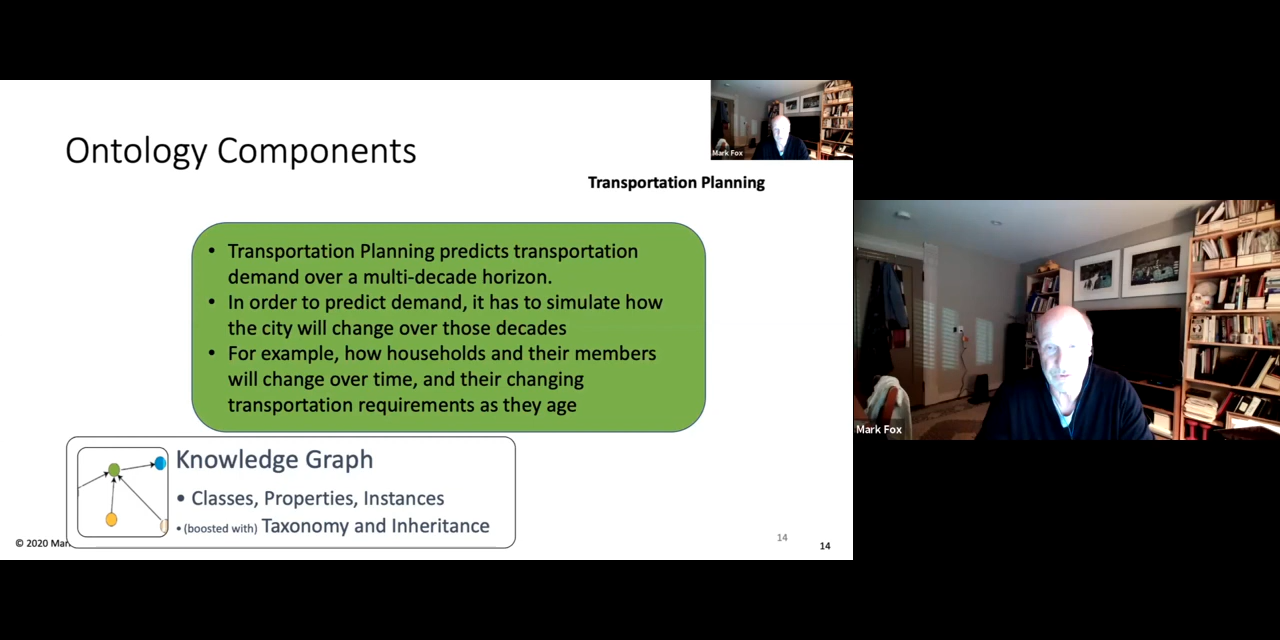 Ontology Components
Mark Fox
Transportation Planning
• Transportation Planning predicts transportation
demand over a multi-decade horizon.
• In order to predict demand, it has to simulate how
the city will change over those decades
• For example, how households and their members
will change over time, and their changing
transportation requirements as they age
Mark Fox
Knowledge Graph
• Classes, Properties, Instances
• (boosted with) Taxonomy and Inheritance
© 2020 Mar
14
14